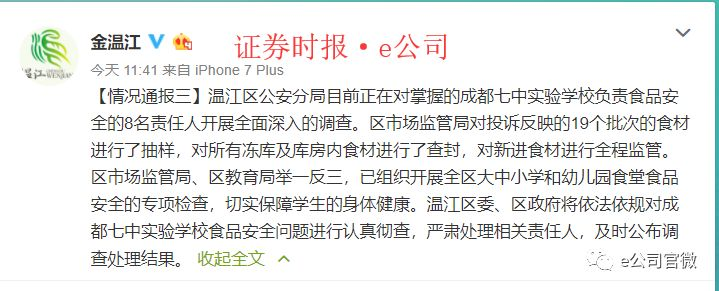 金温江
证券时报·e公司
今天 11:41 来自 iPhone 7 Plus
【情况通报三】温江区公安分局目前正在对掌握的成都七中实验学校负责食品安
全的8名责任人开展全面深入的调查。区市场监管局对投诉反映的19个批次的食材
进行了抽样，对所有冻库及库房内食材进行了查封，对新进食材进行全程监管。
区市场监管局、区教育局举一反三，已组织开展全区大中小学和幼儿园食堂食品
安全的专项检查，切实保障学生的身体健康。温江区委、区政府将依法依规对成
都七中实验学校食品安全问题进行认真彻查，严肃处理相关责任人，及时公布调
查处理结果。 收起全文
e公司官微